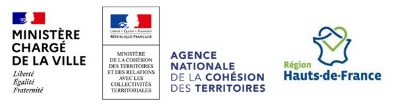 MINISTÈRE
CHARGÉ
DE LA VILLE
Liberté
Égalité
Fraternité
RÉPUBLIQUE FRANÇAISE
MINISTÈRE
DE LA COHÉSION
DES TERRITOIRES
ET DES RELATIONS
AVEC LES
COLLECTIVITÉS
TERRITORIALES
AGENCE
NATIONALE
DE LA COHÉSION
DES TERRITOIRES
Région
Hauts-de-France